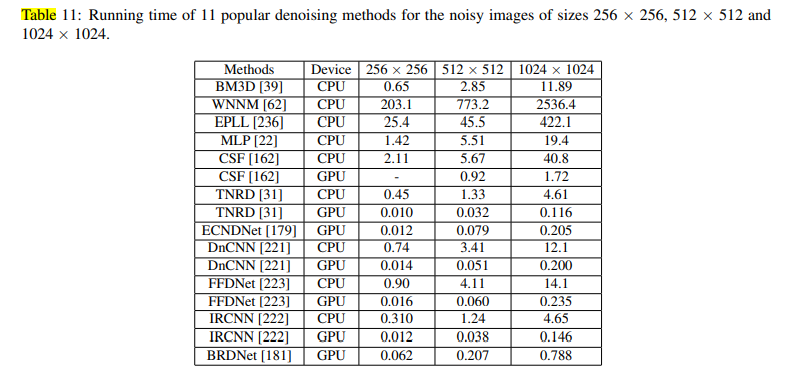 Table 11: Running time of 11 popular denoising methods for the noisy images of sizes 256 × 256, 512 × 512 and
1024 × 1024.
Methods Device 256 × 256 512 × 512 1024 × 1024
BM3D [39] CPU 0.65 2.85 11.89
WNNM [62] CPU 203.1 773.2 2536.4
EPLL [236] CPU 25.4 45.5 422.1
MLP [22] CPU 1.42 5.51 19.4
CSF [162] CPU 2.11 5.67 40.8
CSF [162] GPU - 0.92 1.72
TNRD [31] CPU 0.45 1.33 4.61
TNRD [31] GPU 0.010 0.032 0.116
ECNDNet [179] GPU 0.012 0.079 0.205
DnCNN [221] CPU 0.74 3.41 12.1
DnCNN [221] GPU 0.014 0.051 0.200
FFDNet [223] CPU 0.90 4.11 14.1
FFDNet [223] GPU 0.016 0.060 0.235
IRCNN [222] CPU 0.310 1.24 4.65
IRCNN [222] GPU 0.012 0.038 0.146
BRDNet [181] GPU 0.062 0.207 0.788